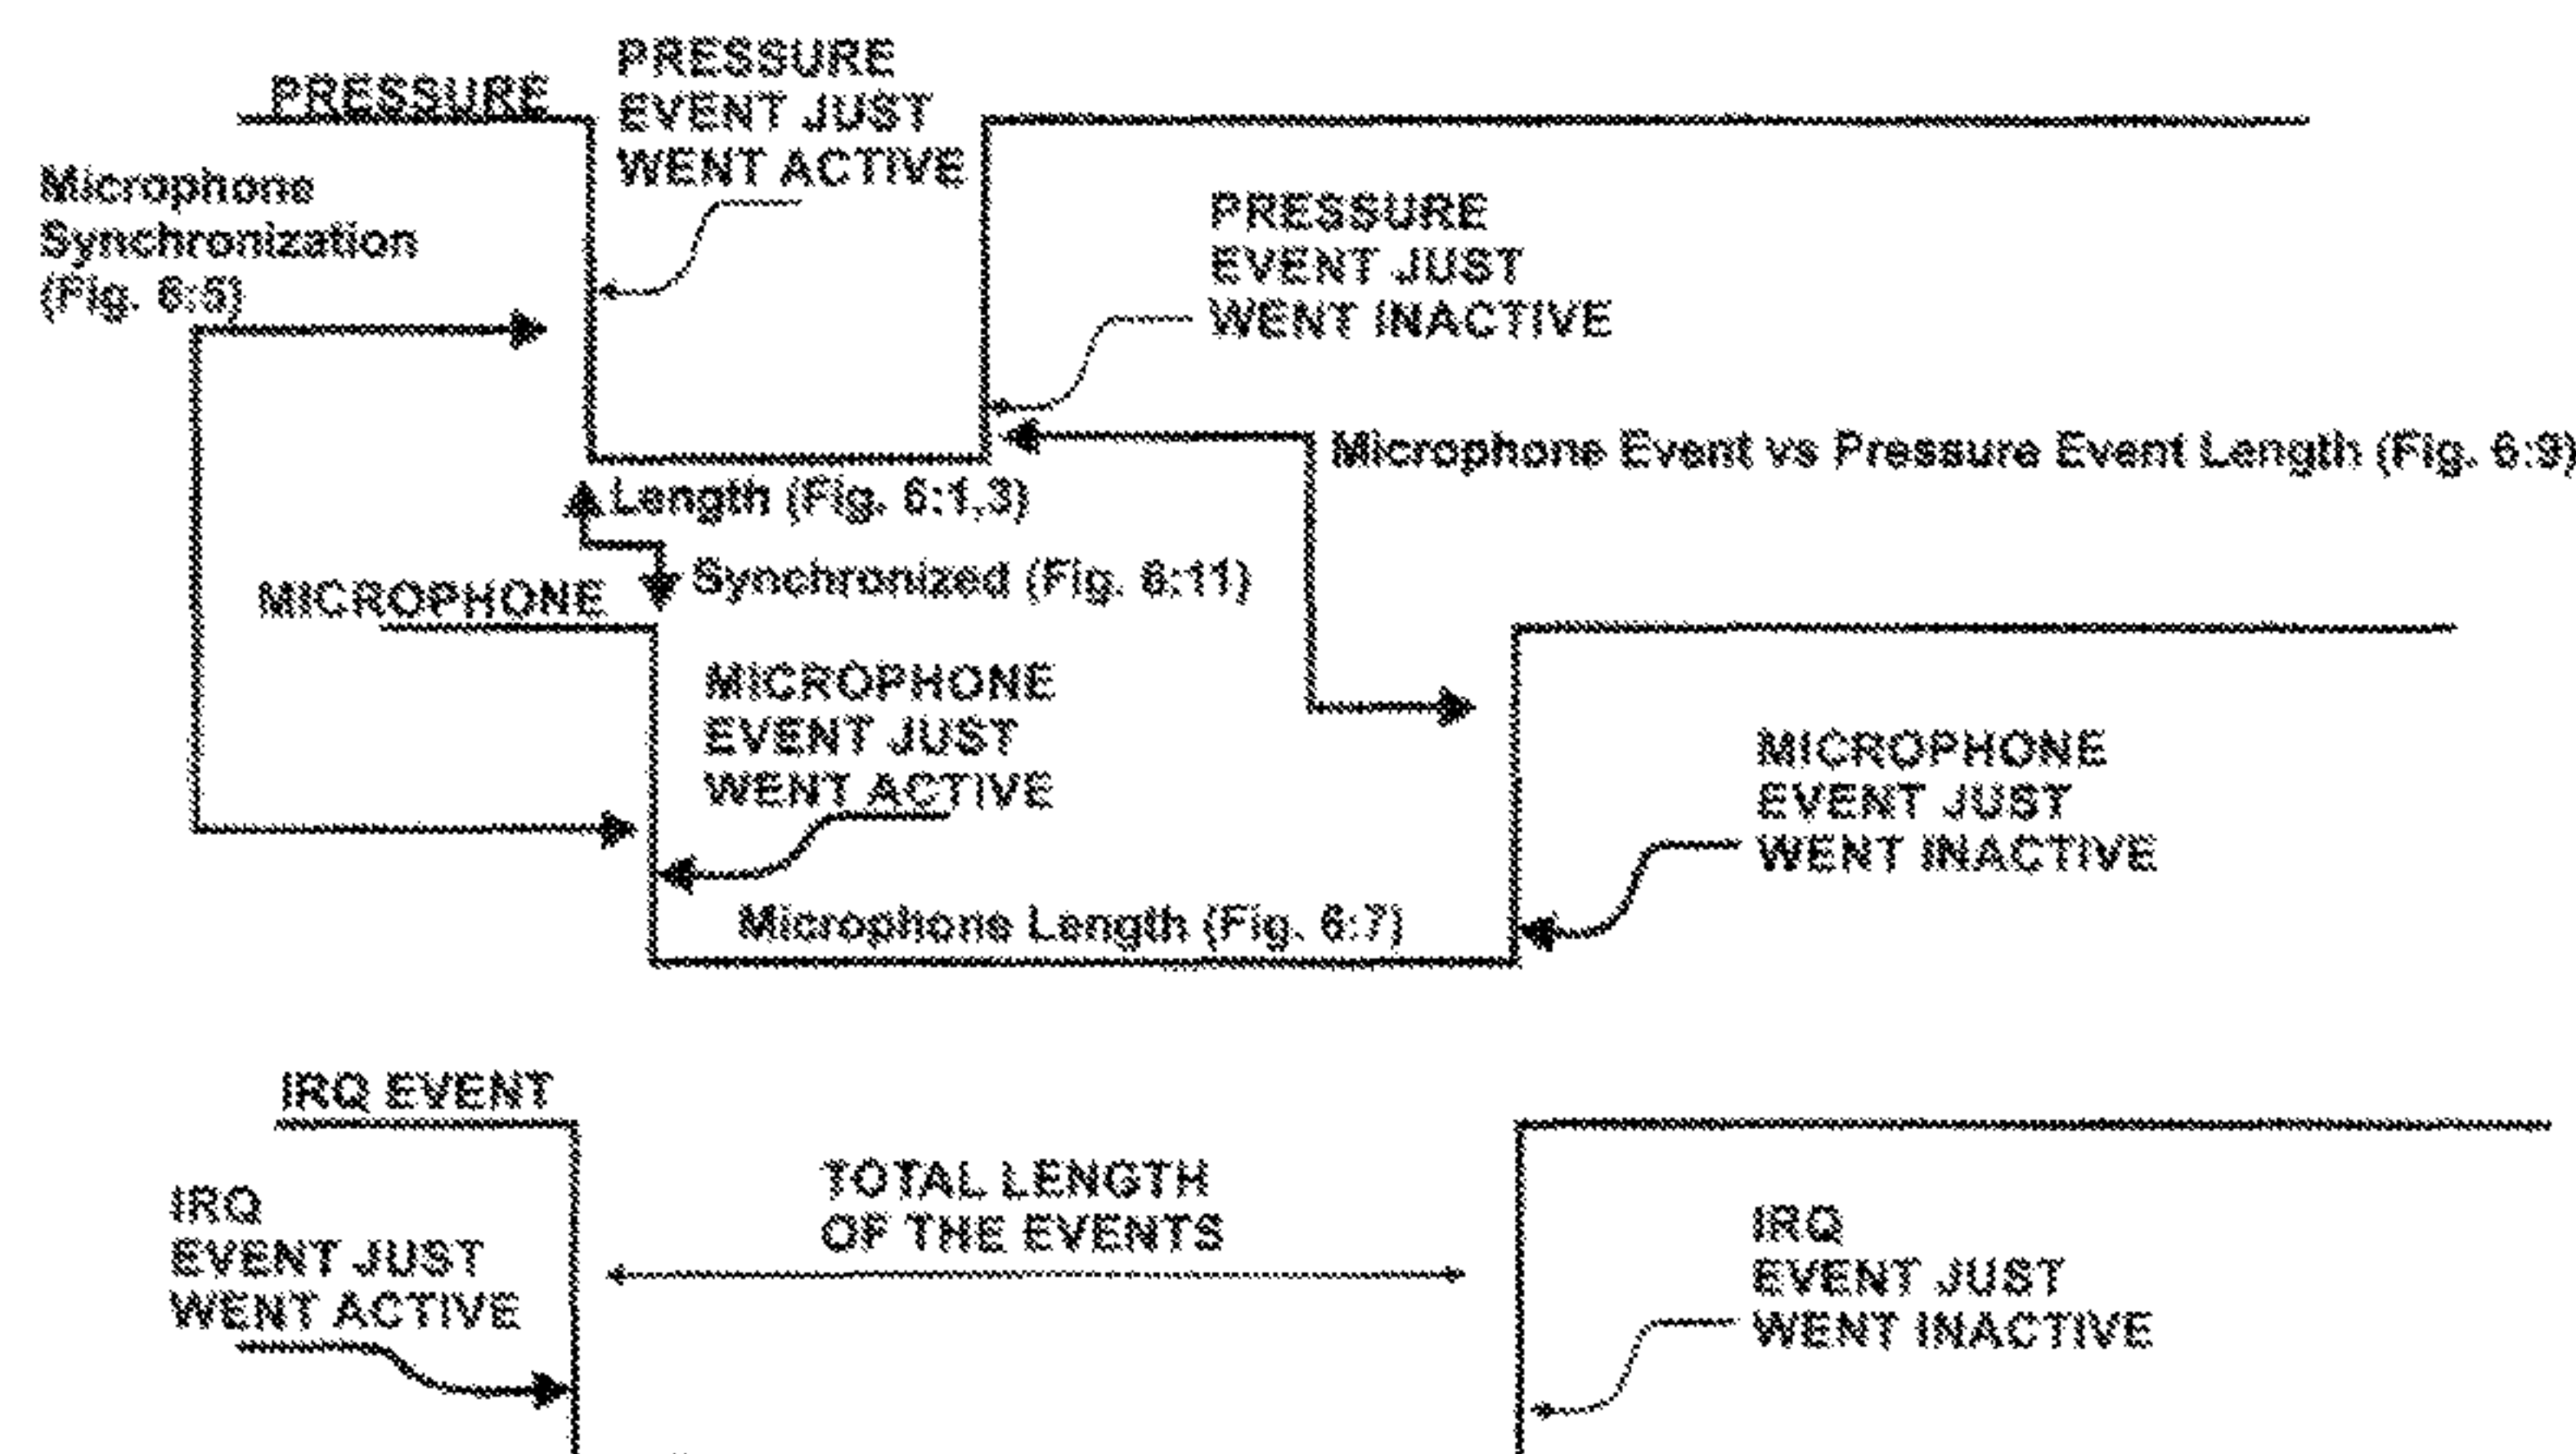 PRESSURE
PRESSURE
EVENT JUST
WENT ACTIVE
Microphone
Synchronization
(Fig. 6:5)
PRESSURE
EVENT JUST
WENT INACTIVE
Microphone Event vs Pressure Event Length (Fig. 6:9)
Length (Fig. 6:1,3)
Synchronized (Fig. 6:11)
MICROPHONE
MICROPHONE
EVENT JUST
WENT ACTIVE
MICROPHONE
EVENT JUST
WENT INACTIVE
Microphone Length (Fig. 6:7)
IRQ EVENT
TOTAL LENGTH
OF THE EVENTS
IRQ
EVENT JUST
WENT ACTIVE
IRQ
EVENT JUST
WENT INACTIVE